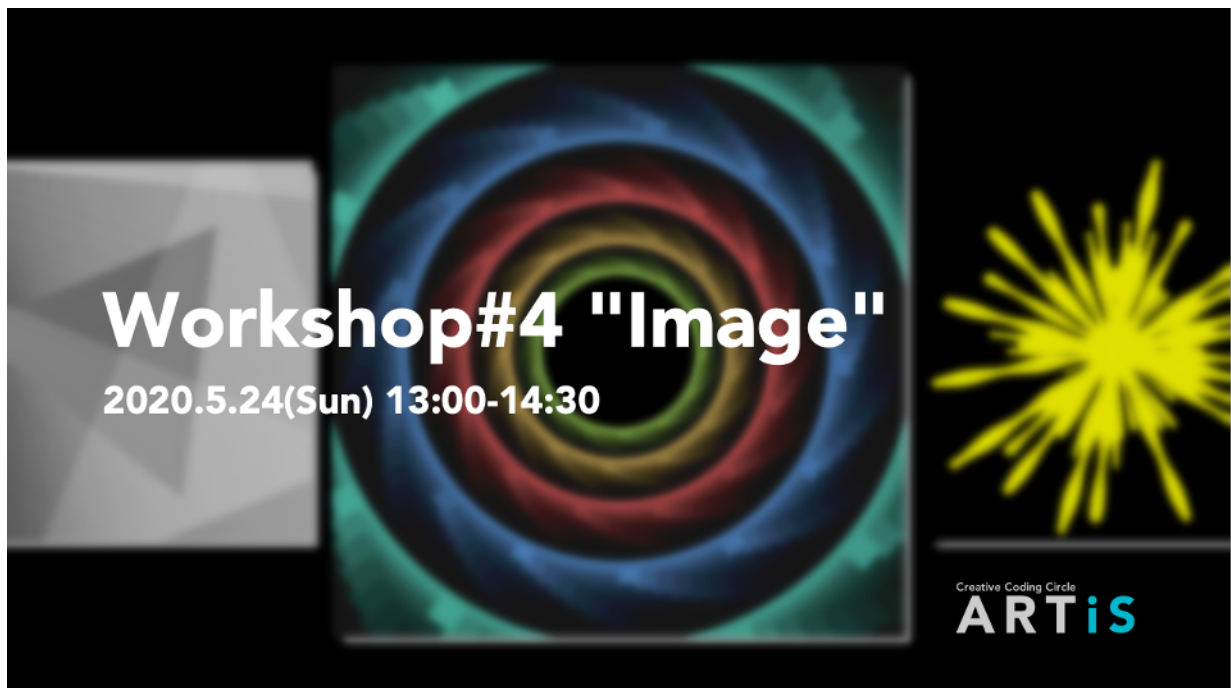 Workshop#4 "Image"
2020.5.24(Sun) 13:00-14:30
Creative Coding Circle
ARTiS